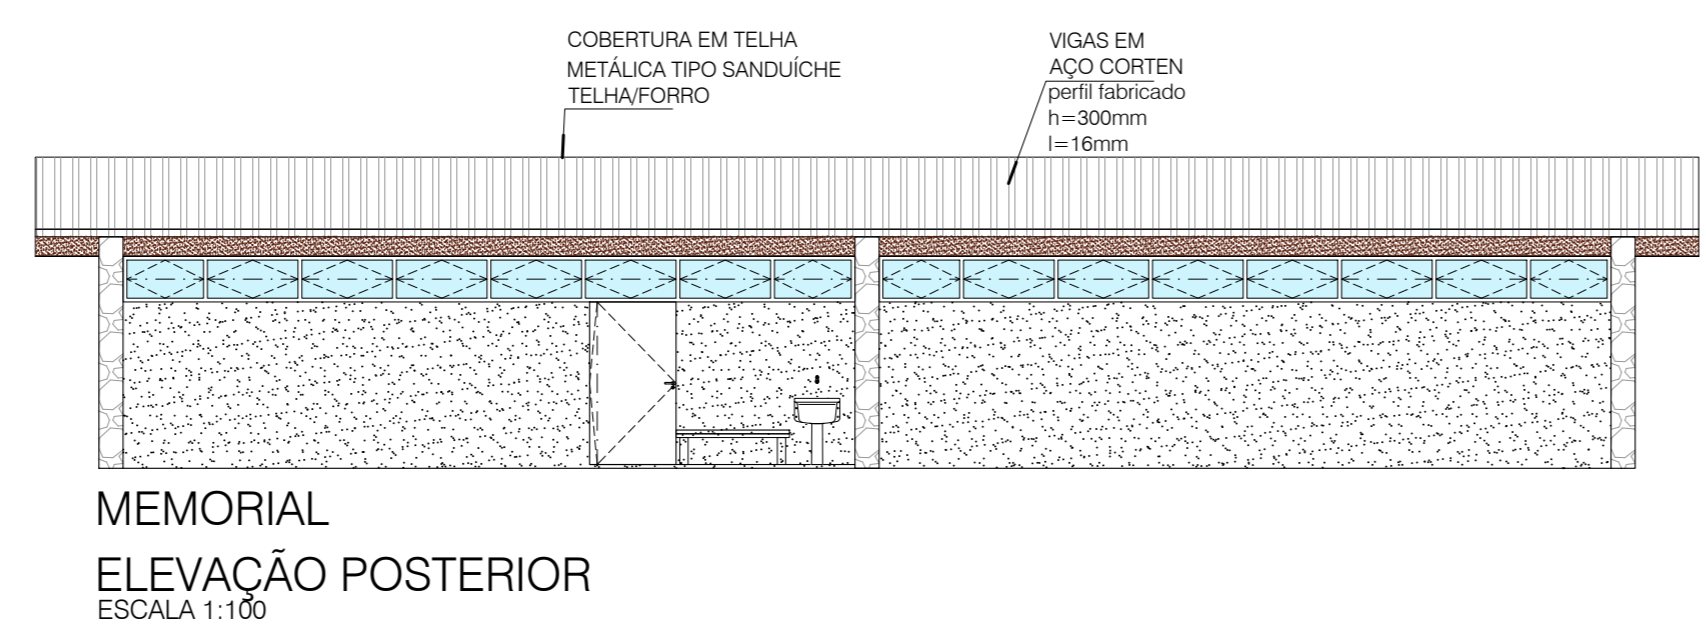 COBERTURA EM TELHA
METÁLICA TIPO SANDUÍCHE
TELHA/FORRO
VIGAS EM
AÇO CORTEN
perfil fabricado
h=300mm
l=16mm
MEMORIAL
ELEVAÇÃO POSTERIOR
ESCALA 1:100